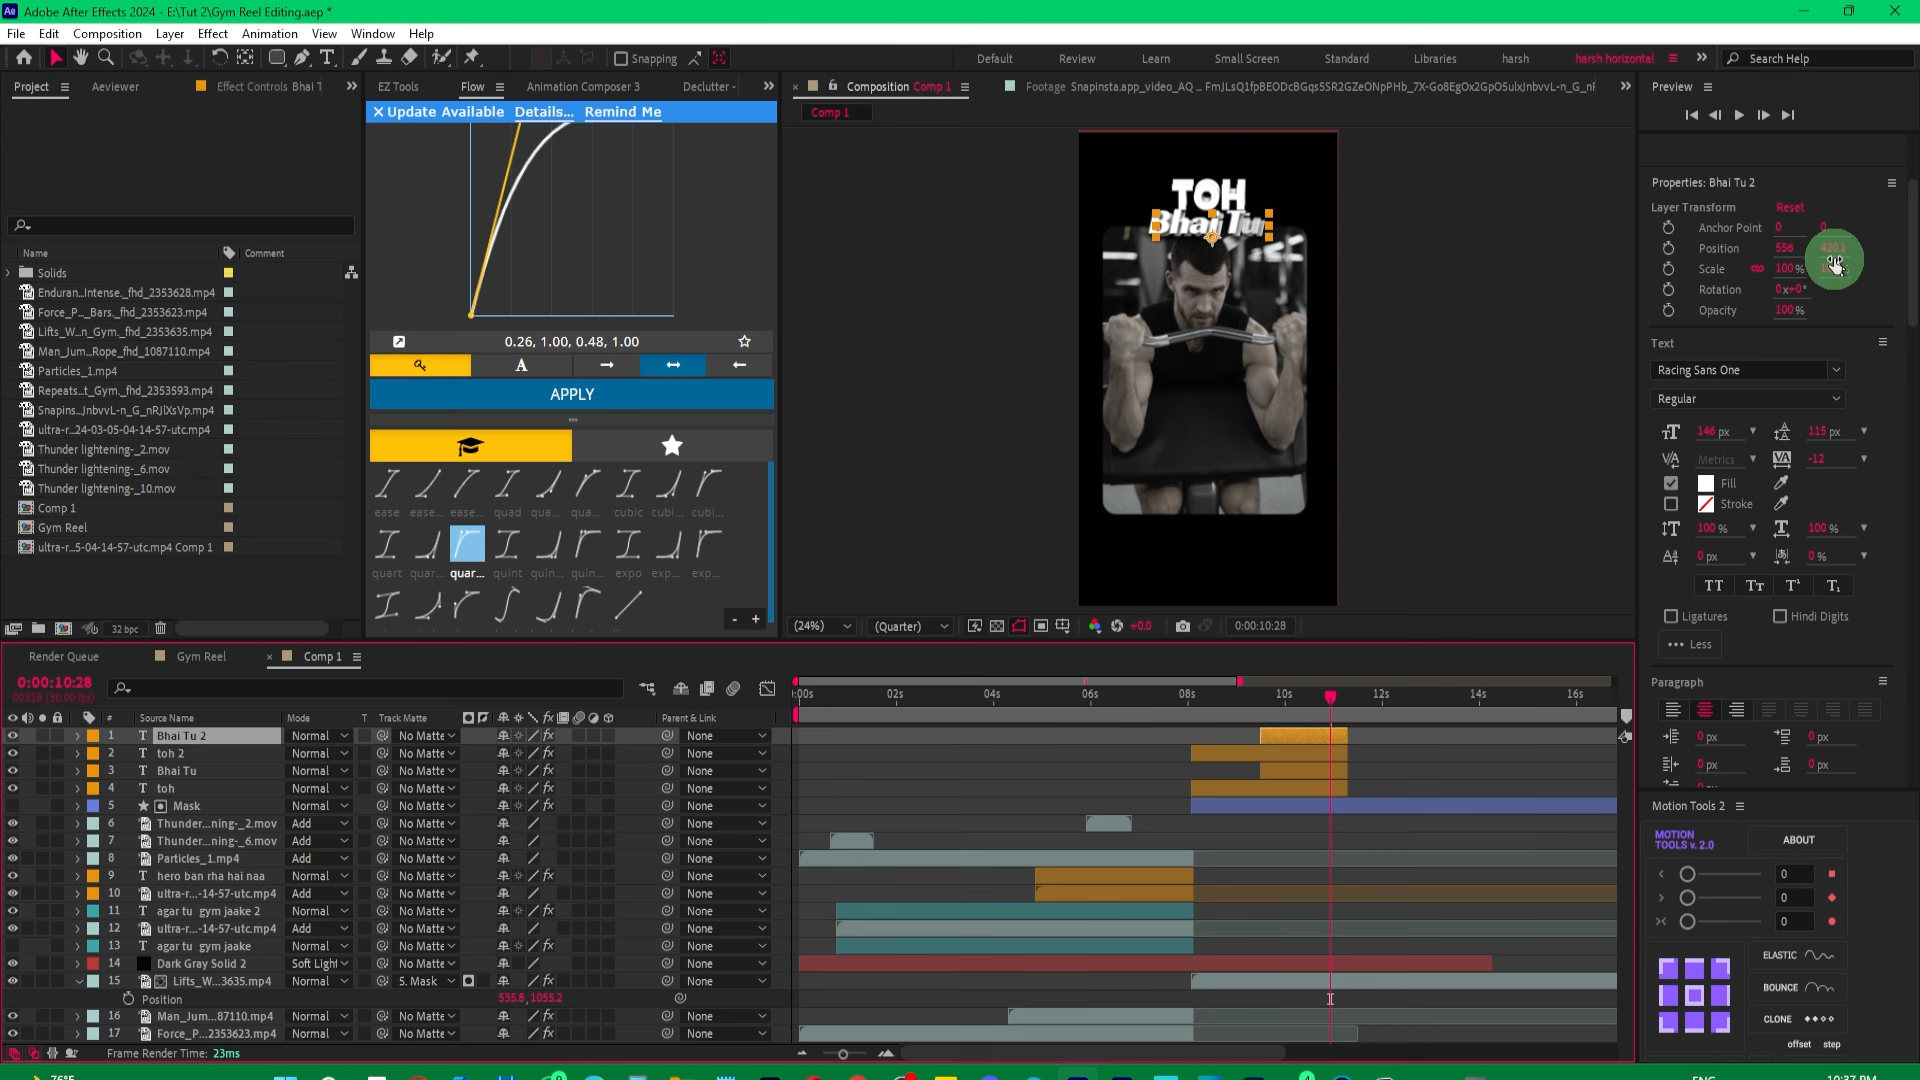 Ae Adobe After Effects 2024 - E:\Tut 2\Gym Reel Editing.aep *
File Edit Composition Layer Effect Animation View Window Help
Snapping Default Review Learn Small Screen Standard Libraries harsh harsh horizontal Search Help
Project Aeviewer Effect Controls Bhai T EZ Tools Flow Animation Composer 3 Declutter - Composition Comp 1 Preview
× Update Available Details... Remind Me
Comp 1
TOH
Bhai Tu
Name Comment
Solids
Enduran...Intense._fhd_2353628.mp4
Force_P..._Bars._fhd_2353623.mp4
Lifts_W...n_Gym._fhd_2353635.mp4
Man_Jum...Rope_fhd_1087110.mp4
Particles_1.mp4
Repeats...t_Gym._fhd_2353593.mp4
Snapins...JnbvvL-n_G_nRJlXsVp.mp4
ultra-r...24-03-05-04-14-57-utc.mp4
Thunder lightening-_2.mov
Thunder lightening-_6.mov
Thunder lightening-_10.mov
Comp 1
Gym Reel
ultra-r...5-04-14-57-utc.mp4 Comp 1
32 bpc
0.26, 1.00, 0.48, 1.00
APPLY
ease ease... ease... quad qua... qua... cubic cubi... cubi...
quart quar... quar... quint quin... quin... expo exp... exp...
- +
(24%) (Quarter) +0.0 0:00:10:28
Properties: Bhai Tu 2
Layer Transform Reset
Anchor Point 0 0
Position 556 420.1
Scale 100 %
Rotation 0x+0°
Opacity 100 %
Text
Racing Sans One
Regular
146 px 115 px
Metrics -12
Fill
Stroke
100 % 100 %
0 px 0 %
TT Tт T¹ T₁
Ligatures Hindi Digits
••• Less
Paragraph
0 px 0 px
0 px 0 px
Motion Tools 2
MOTION
TOOLS v. 2.0
ABOUT
0
0
0
ELASTIC
BOUNCE
CLONE
offset step
Render Queue Gym Reel × Comp 1
0:00:10:28
00328 (30.00 fps)
:00s 02s 04s 06s 08s 10s 12s 14s 16s
# Source Name Mode T Track Matte Parent & Link
1 T Bhai Tu 2 Normal No Matte None
2 T toh 2 Normal No Matte None
3 T Bhai Tu Normal No Matte None
4 T toh Normal No Matte None
5 Mask Normal No Matte None
6 Thunder...ning-_2.mov Add No Matte None
7 Thunder...ning-_6.mov Add No Matte None
8 Particles_1.mp4 Add No Matte None
9 T hero ban rha hai naa Normal No Matte None
10 ultra-r...-14-57-utc.mp4 Add No Matte None
11 T agar tu gym jaake 2 Normal No Matte None
12 ultra-r...-14-57-utc.mp4 Add No Matte None
13 T agar tu gym jaake Normal No Matte None
14 Dark Gray Solid 2 Soft Light No Matte None
15 Lifts_W...3635.mp4 Normal 5. Mask None
Position 535.8, 1055.2
16 Man_Jum...87110.mp4 Normal No Matte None
17 Force_P...2353623.mp4 Normal No Matte None
Frame Render Time: 23ms
76°F ENG 10:37 PM